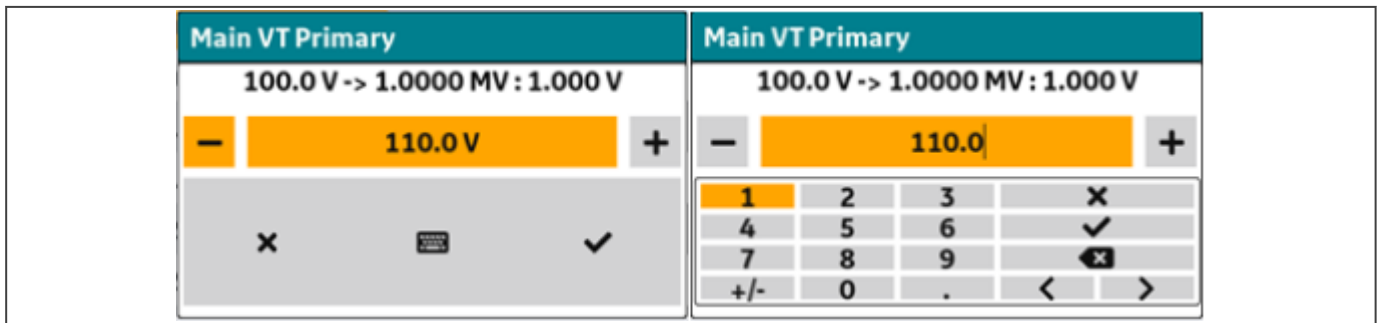 Main VT Primary
100.0 V -> 1.0000 MV : 1.000 V
110.0 V
Main VT Primary
100.0 V -> 1.0000 MV : 1.000 V
110.0
1 2 3
4 5 6
7 8 9
+/- 0 .